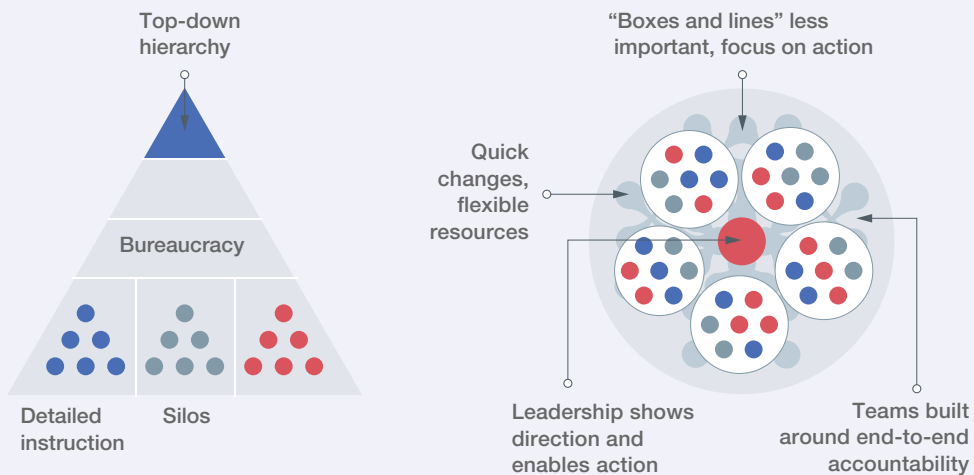 Top-down
hierarchy
Bureaucracy
Detailed
instruction
Silos
“Boxes and lines” less
important, focus on action
Quick
changes,
flexible
resources
Leadership shows
direction and
enables action
Teams built
around end-to-end
accountability